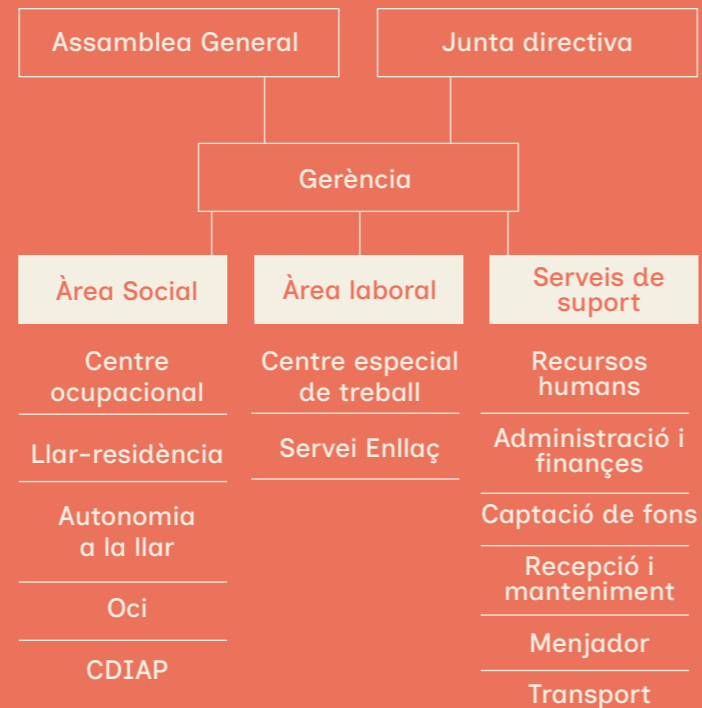 Assamblea General
Junta directiva
Gerència
Àrea Social
Centre
ocupacional
Llar-residència
Autonomia
a la llar
Oci
CDIAP
Àrea laboral
Centre especial
de treball
Servei Enllaç
Serveis de
suport
Recursos
humans
Administració i
finançes
Captació de fons
Recepció i
manteniment
Menjador
Transport